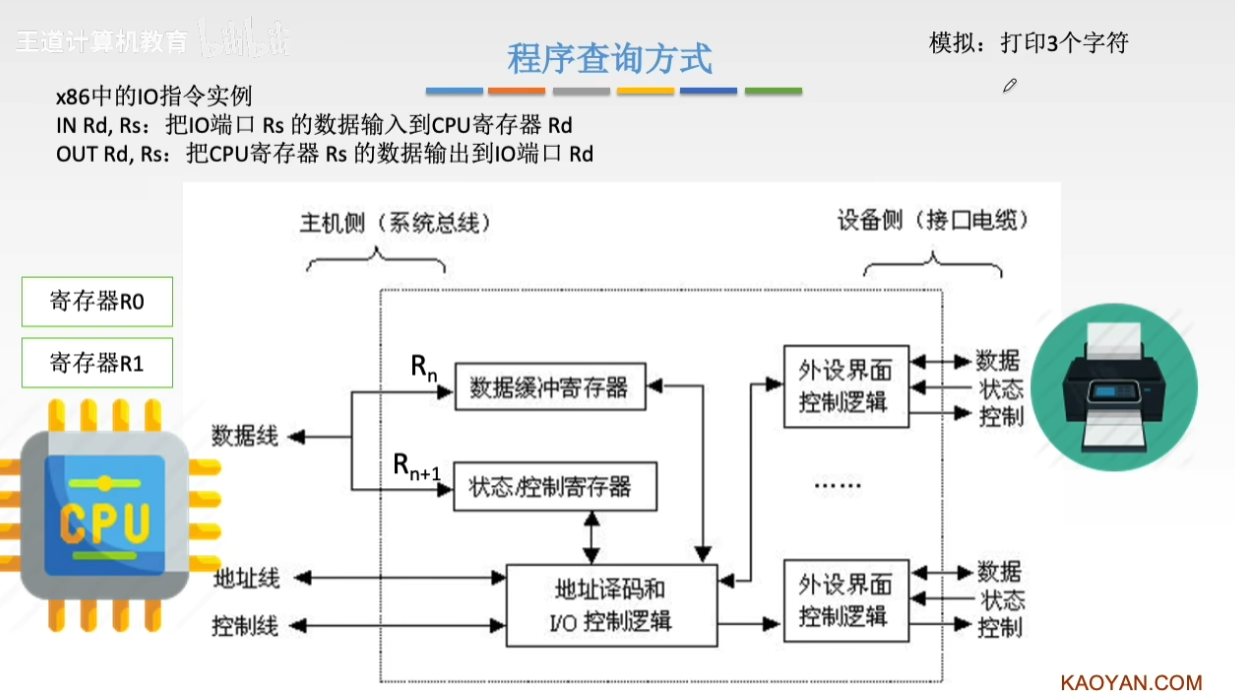 王道计算机教育 bilibili
程序查询方式
模拟：打印3个字符
x86中的IO指令实例
IN Rd, Rs：把IO端口 Rs 的数据输入到CPU寄存器 Rd
OUT Rd, Rs：把CPU寄存器 Rs 的数据输出到IO端口 Rd
主机侧（系统总线）
设备侧（接口电缆）
寄存器R0
寄存器R1
CPU
数据线
地址线
控制线
Rn
数据缓冲寄存器
Rn+1
状态/控制寄存器
地址译码和
I/O 控制逻辑
外设界面
控制逻辑
数据
状态
控制
……
外设界面
控制逻辑
数据
状态
控制
KAOYAN.COM